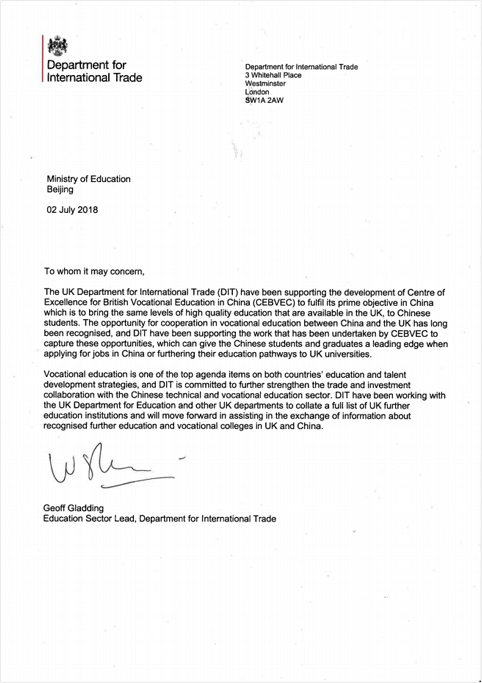 Department for
International Trade
Department for International Trade
3 Whitehall Place
Westminster
London
SW1A 2AW
Ministry of Education
Beijing
02 July 2018
To whom it may concern,
The UK Department for International Trade (DIT) have been supporting the development of Centre of
Excellence for British Vocational Education in China (CEBVEC) to fulfil its prime objective in China
which is to bring the same levels of high quality education that are available in the UK, to Chinese
students. The opportunity for cooperation in vocational education between China and the UK has long
been recognised, and DIT have been supporting the work that has been undertaken by CEBVEC to
capture these opportunities, which can give the Chinese students and graduates a leading edge when
applying for jobs in China or furthering their education pathways to UK universities.
Vocational education is one of the top agenda items on both countries' education and talent
development strategies, and DIT is committed to further strengthen the trade and investment
collaboration with the Chinese technical and vocational education sector. DIT have been working with
the UK Department for Education and other UK departments to collate a full list of UK further
education institutions and will move forward in assisting in the exchange of information about
recognised further education and vocational colleges in UK and China.
Geoff Gladding
Education Sector Lead, Department for International Trade